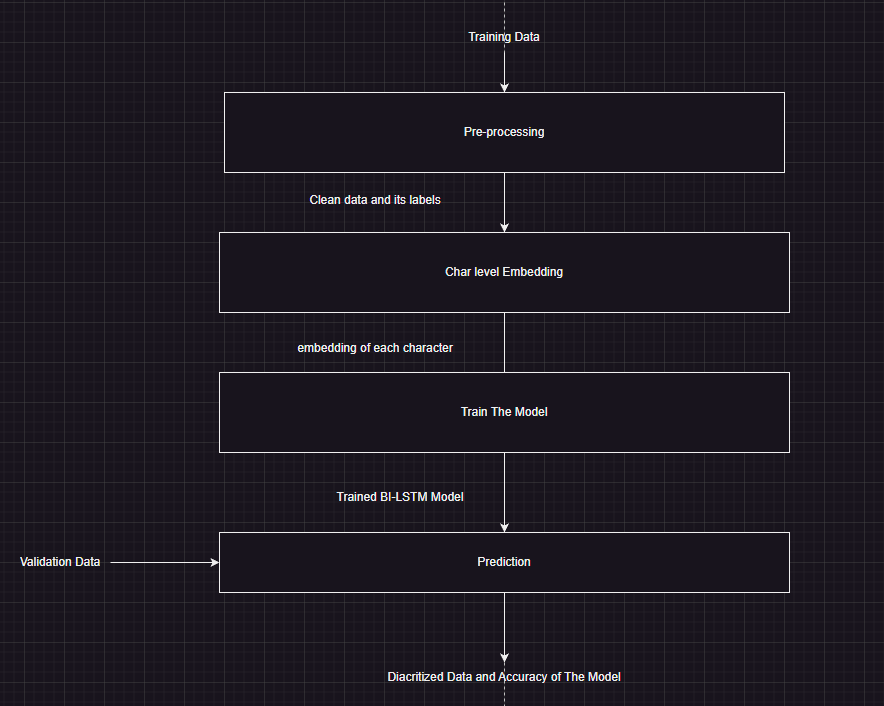 Training Data
Pre-processing
Clean data and its labels
Char level Embedding
embedding of each character
Train The Model
Trained BI-LSTM Model
Validation Data
Prediction
Diacritized Data and Accuracy of The Model